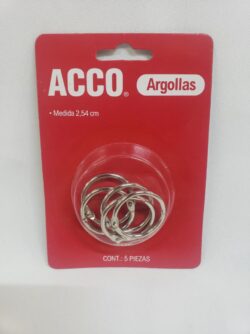 ACCO® Argollas
• Medida 2,54 cm
CONT.: 5 PIEZAS